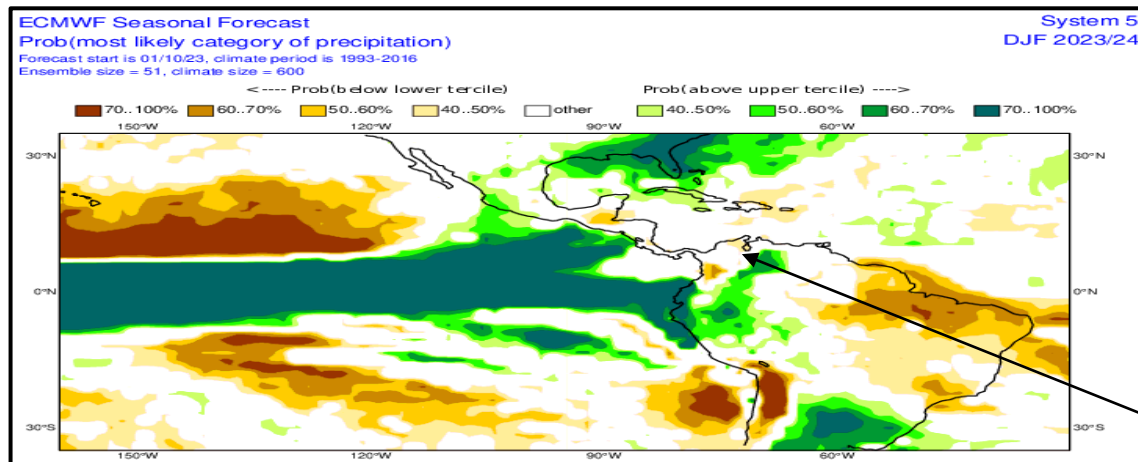 ECMWF Seasonal Forecast
System 5
Prob(most likely category of precipitation)
DJF 2023/24
Forecast start is 01/10/23, climate period is 1993-2016
Ensemble size = 51, climate size = 600
<---- Prob(below lower tercile)
Prob(above upper tercile) ---->
70..100% 60..70% 50..60% 40..50% other 40..50% 50..60% 60..70% 70..100%
150°W 120°W 90°W 60°W
30°N 30°N
0°N 0°N
30°S 30°S
150°W 120°W 90°W 60°W